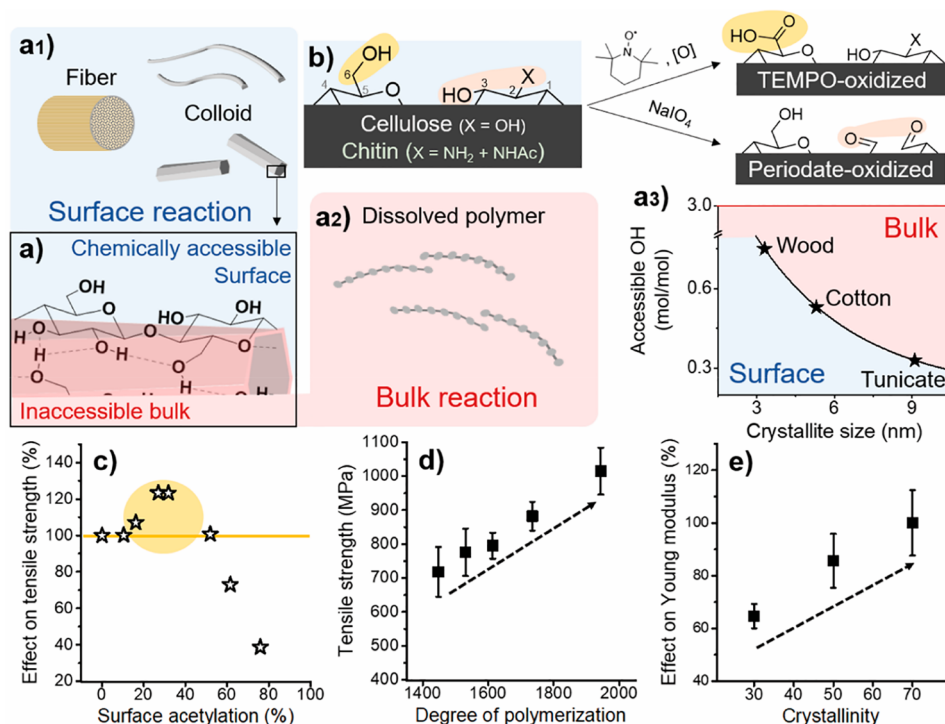 a1)
Fiber
Colloid
Surface reaction
a)
Chemically accessible
Surface
OH
O
HO
OH
O
OH
O
H
O
H
O
H
O
H
O
H
O
H
Inaccessible bulk
b)
OH
6
4
5
O
HO
3
X
2
1
Cellulose (X = OH)
Chitin (X = NH₂ + NHAc)
O•
N
, [O]
NaIO₄
HO
O
O
HO
X
TEMPO-oxidized
OH
O
O
O
Periodate-oxidized
a2)
Dissolved polymer
Bulk reaction
a3)
3.0
Bulk
Wood
0.6
Cotton
0.3
Surface
Tunicate
3
6
9
Accessible OH
(mol/mol)
Crystallite size (nm)
c)
140
120
100
80
60
40
20
0
20
40
60
80
100
Effect on tensile strength (%)
Surface acetylation (%)
d)
1100
1000
900
800
700
600
500
400
1400
1600
1800
2000
Tensile strength (MPa)
Degree of polymerization
e)
120
100
80
60
40
30
50
70
Effect on Young modulus (%)
Crystallinity